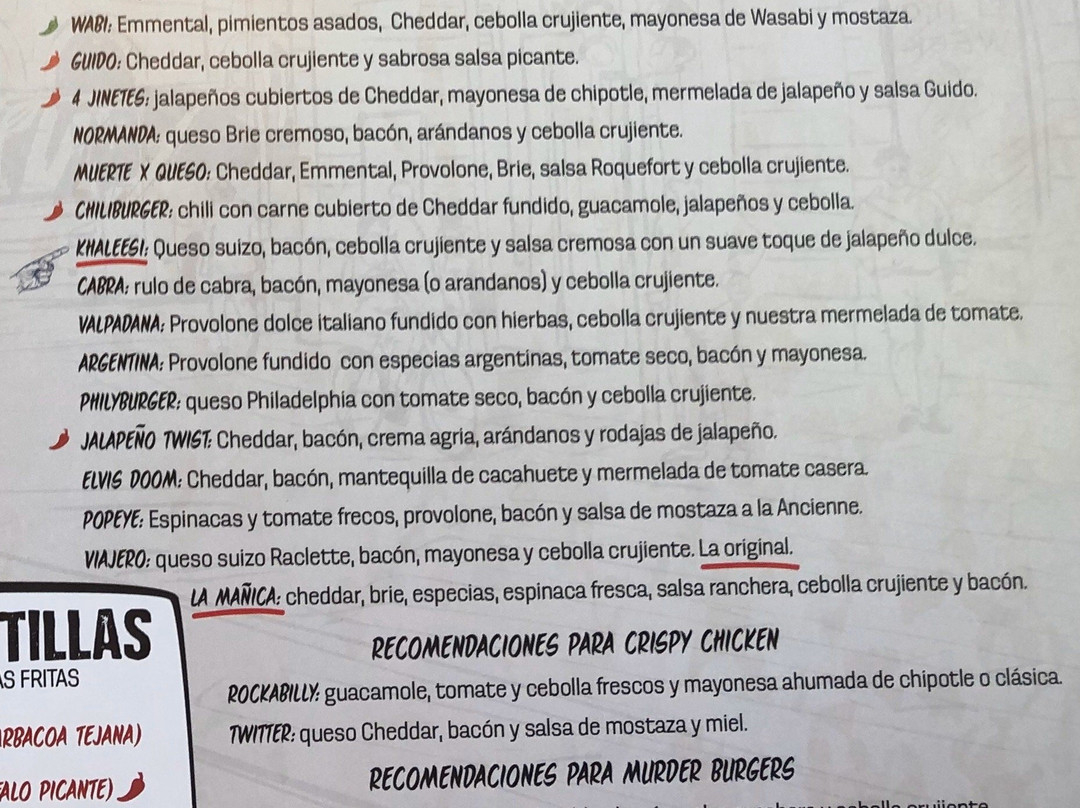 WABI: Emmental, pimientos asados, Cheddar, cebolla crujiente, mayonesa de Wasabi y mostaza.
GUIDO: Cheddar, cebolla crujiente y sabrosa salsa picante.
4 JINETES: jalapeños cubiertos de Cheddar, mayonesa de chipotle, mermelada de jalapeño y salsa Guido.
NORMANDA: queso Brie cremoso, bacón, arándanos y cebolla crujiente.
MUERTE X QUESO: Cheddar, Emmental, Provolone, Brie, salsa Roquefort y cebolla crujiente.
CHILIBURGER: chili con carne cubierto de Cheddar fundido, guacamole, jalapeños y cebolla.
KHALEESI: Queso suizo, bacón, cebolla crujiente y salsa cremosa con un suave toque de jalapeño dulce.
CABRA: rulo de cabra, bacón, mayonesa (o arandanos) y cebolla crujiente.
VALPADANA: Provolone dolce italiano fundido con hierbas, cebolla crujiente y nuestra mermelada de tomate.
ARGENTINA: Provolone fundido con especias argentinas, tomate seco, bacón y mayonesa.
PHILYBURGER: queso Philadelphia con tomate seco, bacón y cebolla crujiente.
JALAPEÑO TWIST: Cheddar, bacón, crema agria, arándanos y rodajas de jalapeño.
ELVIS DOOM: Cheddar, bacón, mantequilla de cacahuete y mermelada de tomate casera.
POPEYE: Espinacas y tomate frecos, provolone, bacón y salsa de mostaza a la Ancienne.
VIAJERO: queso suizo Raclette, bacón, mayonesa y cebolla crujiente. La original.
LA MAÑICA: cheddar, brie, especias, espinaca fresca, salsa ranchera, cebolla crujiente y bacón.
RECOMENDACIONES PARA CRISPY CHICKEN
ROCKABILLY: guacamole, tomate y cebolla frescos y mayonesa ahumada de chipotle o clásica.
TWITTER: queso Cheddar, bacón y salsa de mostaza y miel.
RECOMENDACIONES PARA MURDER BURGERS
TILLAS
AS FRITAS
RBACOA TEJANA)
ALO PICANTE)